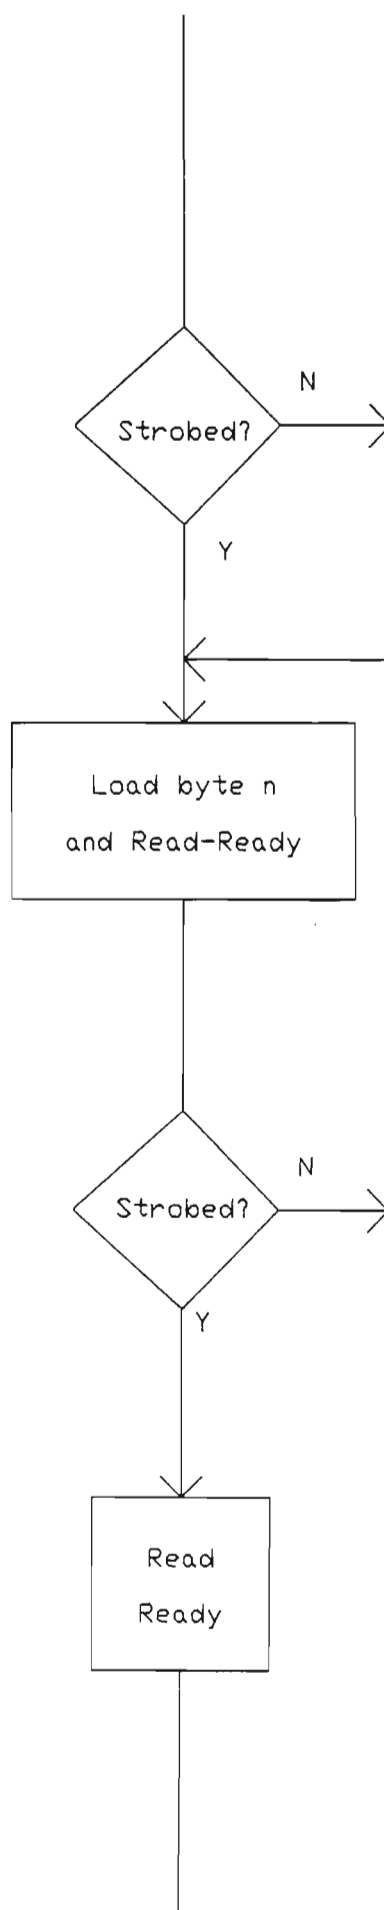 N
Strobed?
Y
Load byte n
and Read-Ready
N
Strobed?
Y
Read
Ready